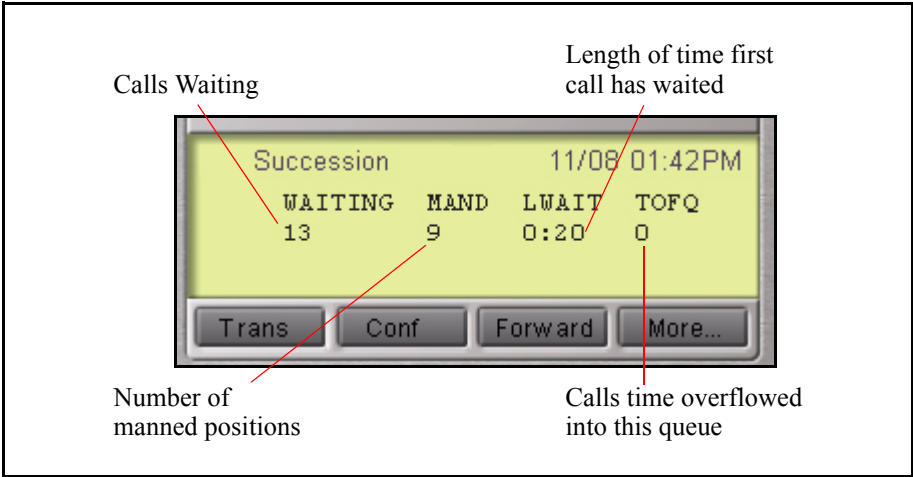 Length of time first
call has waited
Calls Waiting
Succession 11/08 01:42PM
WAITING MAND LWAIT TOFQ
13 9 0:20 0
Trans Conf Forward More...
Number of
manned positions
Calls time overflowed
into this queue